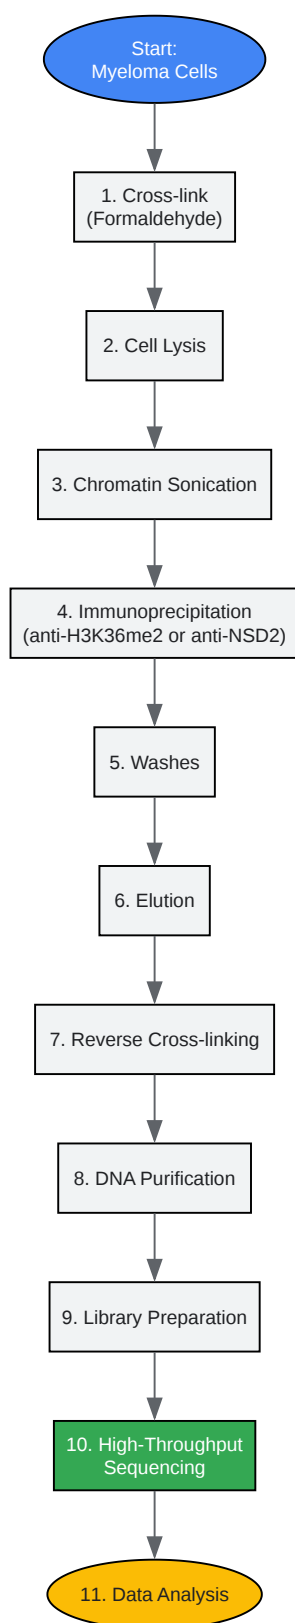 Start:
Myeloma Cells
1. Cross-link
(Formaldehyde)
2. Cell Lysis
3. Chromatin Sonication
4. Immunoprecipitation
(anti-H3K36me2 or anti-NSD2)
5. Washes
6. Elution
7. Reverse Cross-linking
8. DNA Purification
9. Library Preparation
10. High-Throughput
Sequencing
11. Data Analysis